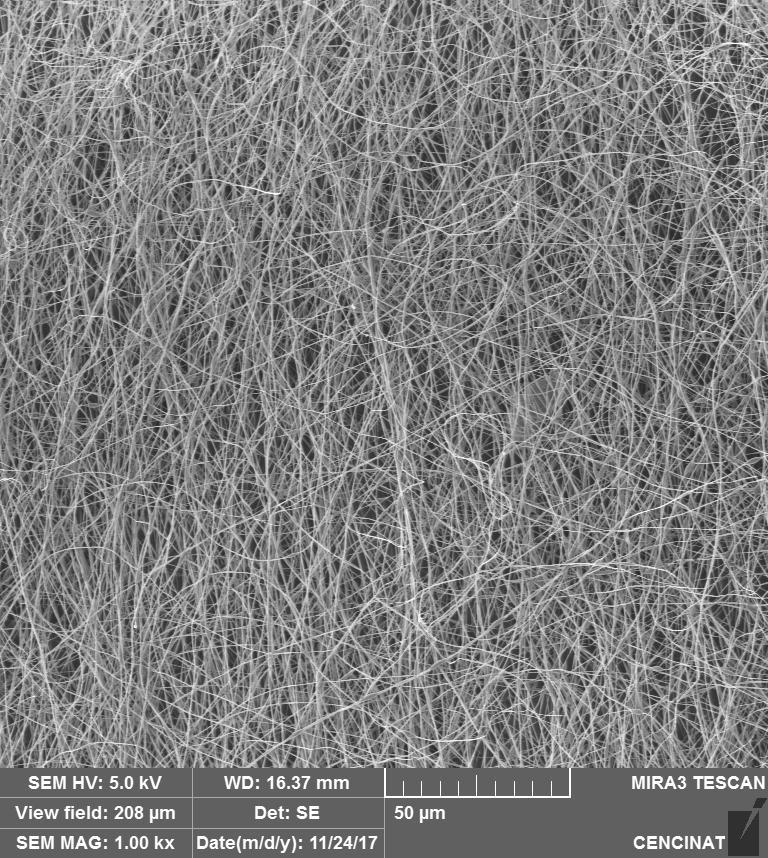 SEM HV: 5.0 kV WD: 16.37 mm MIRA3 TESCAN
View field: 208 µm Det: SE 50 µm
SEM MAG: 1.00 kx Date(m/d/y): 11/24/17 CENCINAT